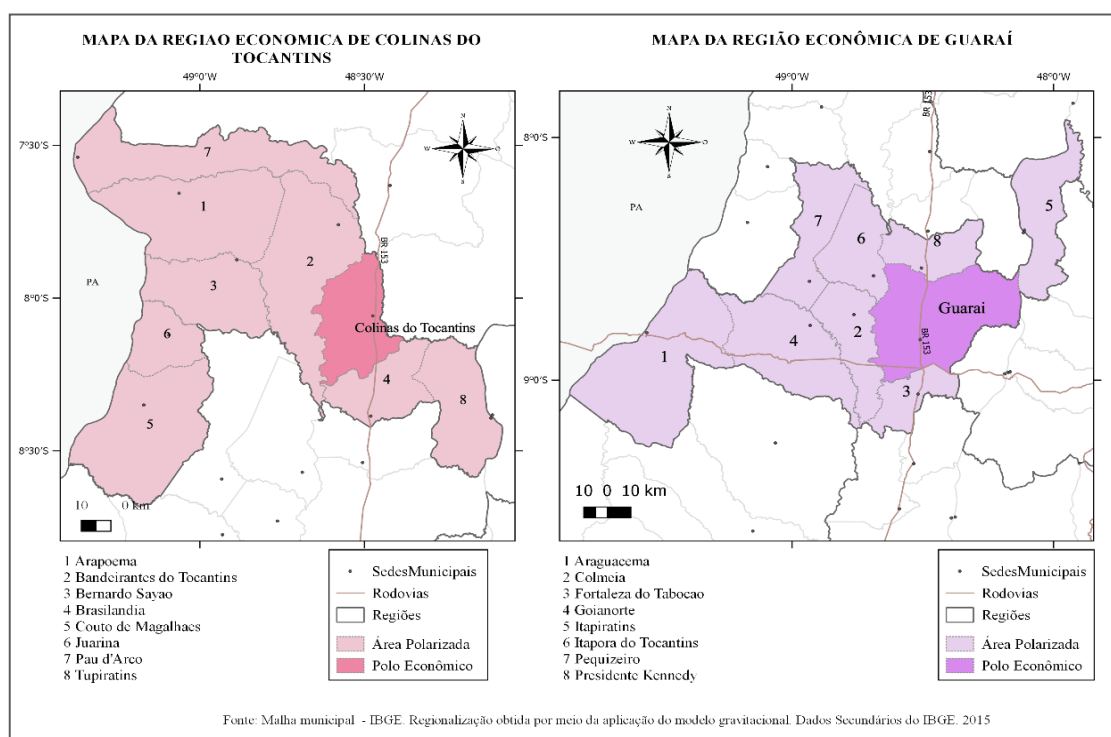 MAPA DA REGIAO ECONOMICA DE COLINAS DO
TOCANTINS
49°0'W
48°30'W
7°30'S
8°0'S
8°30'S
N
W
O
S
PA
BR 153
7
1
2
3
6
5
4
8
Colinas do Tocantins
10 0 km
1 Arapoema
2 Bandeirantes do Tocantins
3 Bernardo Sayao
4 Brasilandia
5 Couto de Magalhaes
6 Juarina
7 Pau d'Arco
8 Tupiratins
SedesMunicipais
Rodovias
Regiões
Área Polarizada
Polo Econômico
MAPA DA REGIÃO ECONÔMICA DE GUARAÍ
49°0'W
48°0'W
8°0'S
9°0'S
N
W
O
S
PA
BR 153
BR 153
5
7
6
8
Guarai
4
2
1
3
10 0 10 km
1 Araguacema
2 Colmeia
3 Fortaleza do Tabocao
4 Goianorte
5 Itapiratins
6 Itapora do Tocantins
7 Pequizeiro
8 Presidente Kennedy
SedesMunicipais
Rodovias
Regiões
Área Polarizada
Polo Econômico
Fonte: Malha municipal - IBGE. Regionalização obtida por meio da aplicação do modelo gravitacional. Dados Secundários do IBGE. 2015